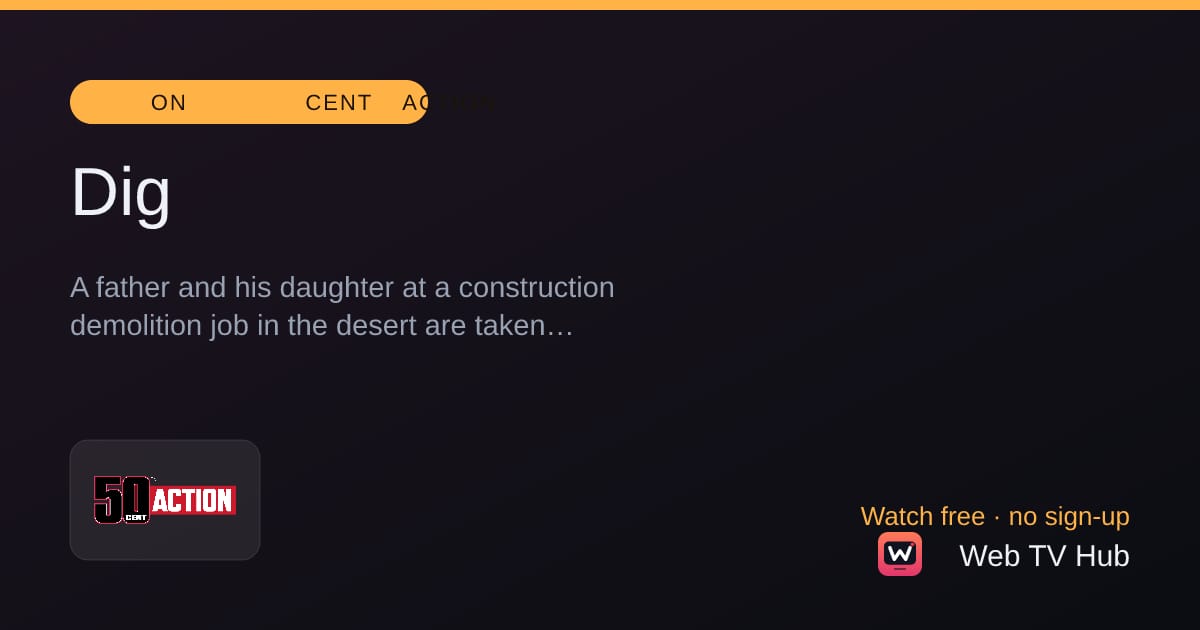 ON CENT ACTION
Dig
A father and his daughter at a construction
demolition job in the desert are taken…
50 CENT ACTION
Watch free · no sign-up
W
Web TV Hub